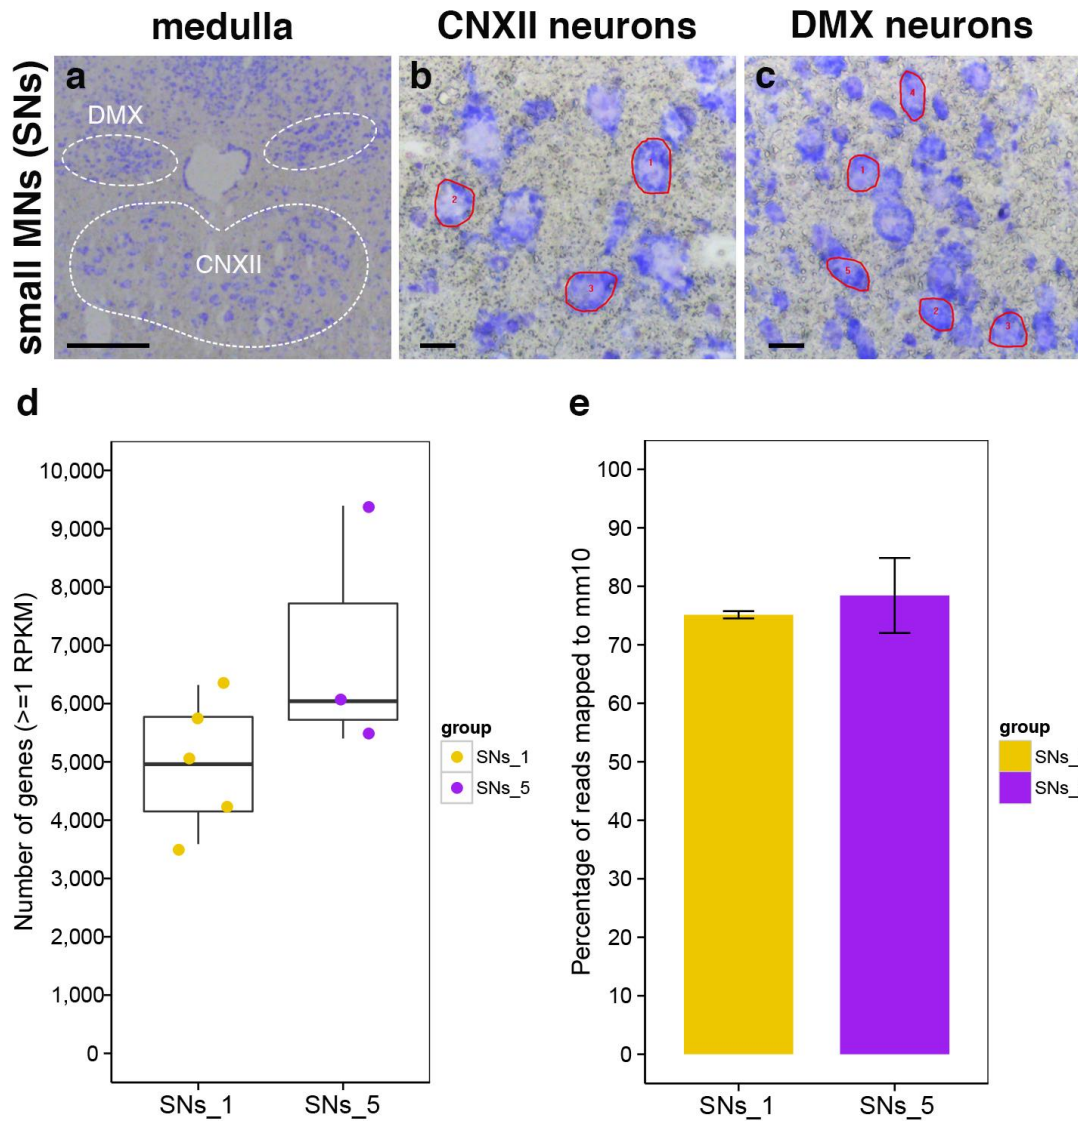 medulla
CNXII neurons
DMX neurons
small MNs (SNs)
a
DMX
CNXII
b
1
2
3
c
4
1
5
2
3
d
10,000
9,000
8,000
7,000
6,000
5,000
4,000
3,000
2,000
1,000
0
Number of genes (>=1 RPKM)
SNs_1
SNs_5
group
SNs_1
SNs_5
e
100
90
80
70
60
50
40
30
20
10
0
Percentage of reads mapped to mm10
SNs_1
SNs_5
group
SNs_
SNs_